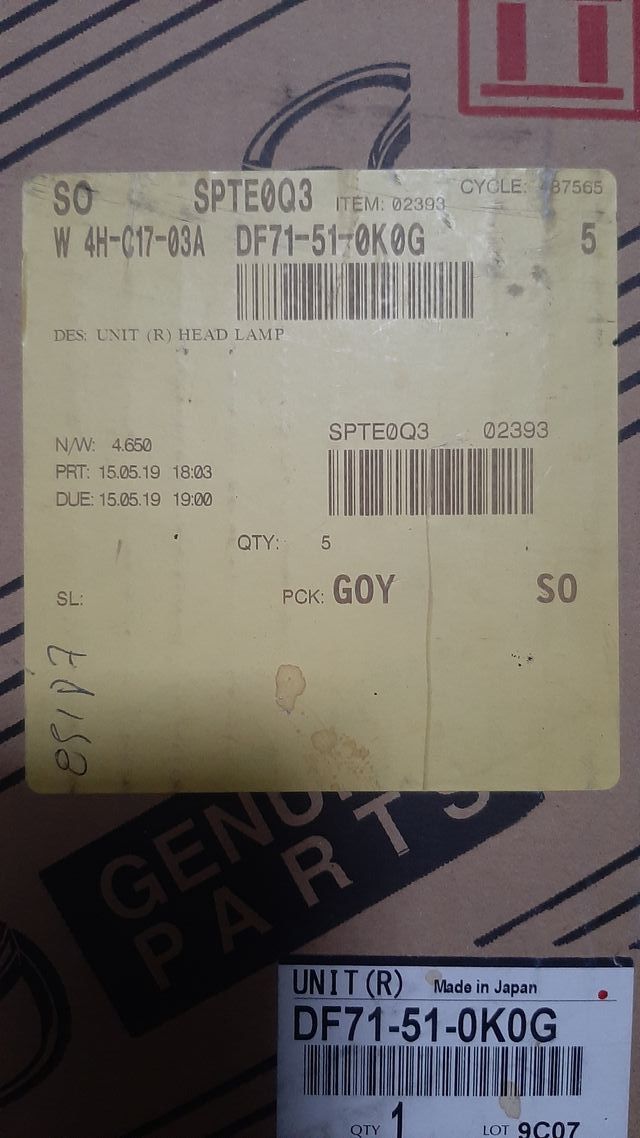 SO SPTE0Q3 ITEM: 02393 CYCLE: 87565
W 4H-C17-03A DF71-51-0K0G 5
DES: UNIT (R) HEAD LAMP
SPTE0Q3 02393
N/W: 4.650
PRT: 15.05.19 18:03
DUE: 15.05.19 19:00
QTY: 5
SL: PCK: GOY SO
GENU
PARTS
UNIT(R) Made in Japan
DF71-51-0K0G
QTY 1 LOT 9C07